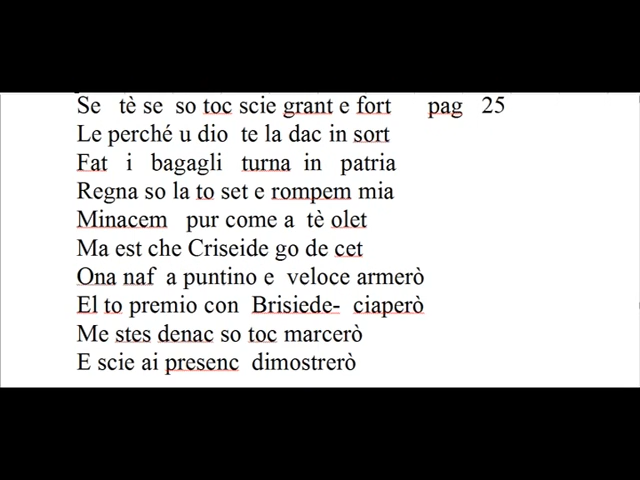 Se tè se so toc scie grant e fort pag 25
Le perché u dio te la dac in sort
Fat i bagagli turna in patria
Regna so la to set e rompem mia
Minacem pur come a tè olet
Ma est che Criseide go de cet
Ona naf a puntino e veloce armerò
El to premio con Brisiede- ciaperò
Me stes denac so toc marcerò
E scie ai presenc dimostrerò